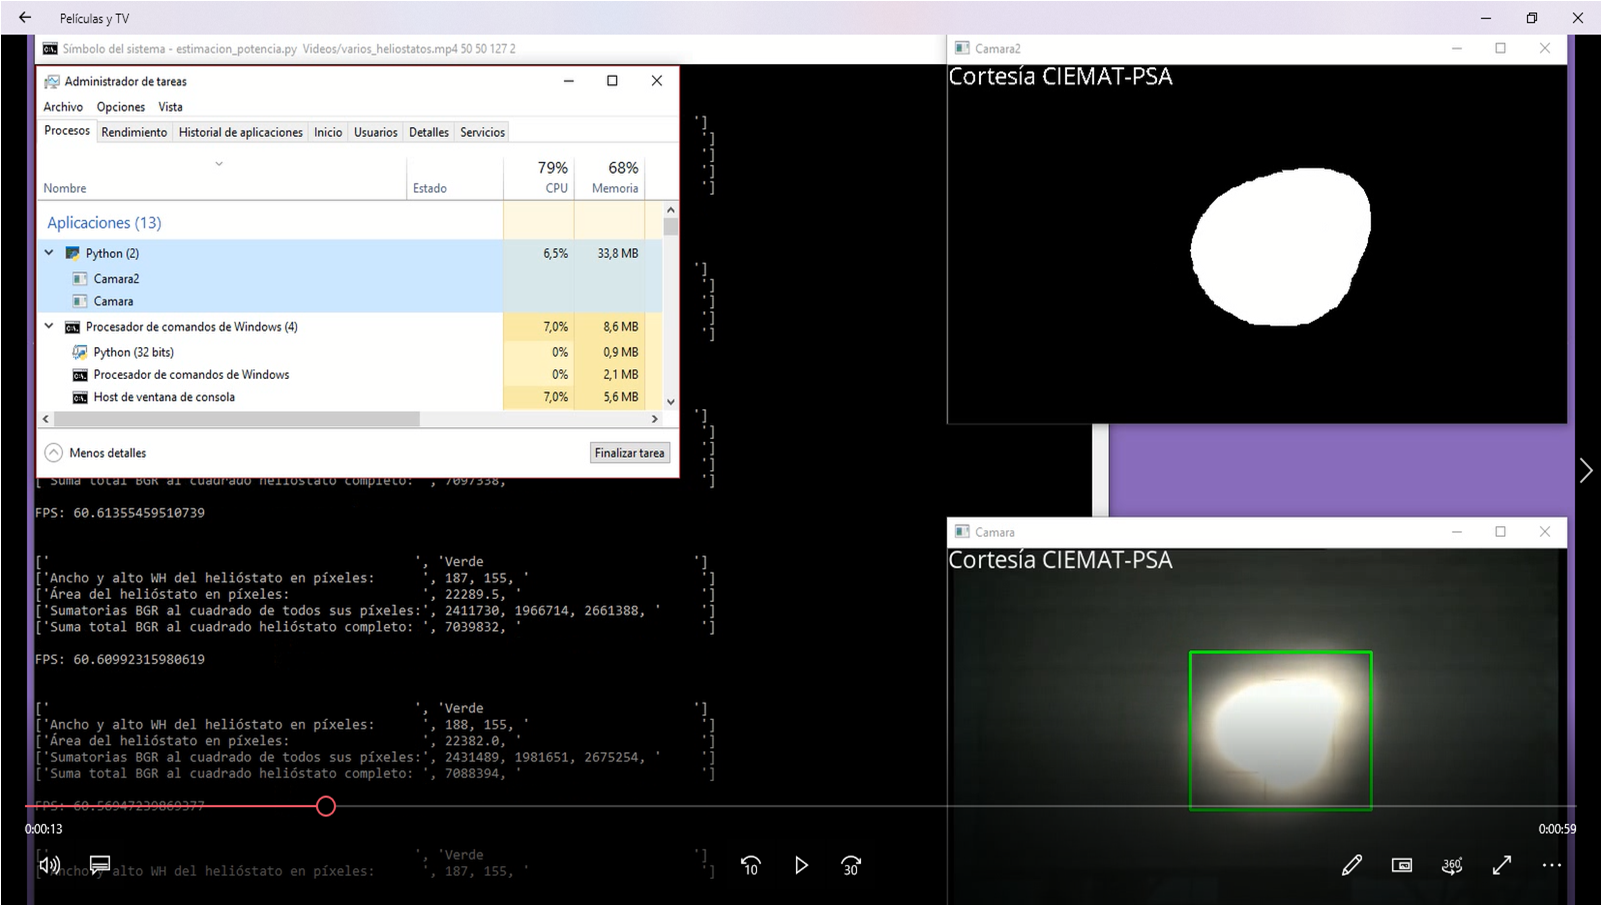 Películas y TV
Símbolo del sistema - estimacion_potencia.py Videos/varios_heliostatos.mp4 50 50 127 2
Administrador de tareas
Archivo Opciones Vista
Procesos Rendimiento Historial de aplicaciones Inicio Usuarios Detalles Servicios
79% 68%
Nombre Estado CPU Memoria
Aplicaciones (13)
Python (2) 6,5% 33,8 MB
Camara2
Camara
Procesador de comandos de Windows (4) 7,0% 8,6 MB
Python (32 bits) 0% 0,9 MB
Procesador de comandos de Windows 0% 2,1 MB
Host de ventana de consola 7,0% 5,6 MB
Menos detalles Finalizar tarea
['Suma total BGR al cuadrado helióstato completo: ', 7097338, ']
FPS: 60.61355459510739
[' ', 'Verde ']
['Ancho y alto WH del helióstato en píxeles: ', 187, 155, ' ']
['Área del helióstato en píxeles: ', 22289.5, ' ']
['Sumatorias BGR al cuadrado de todos sus píxeles:', 2411730, 1966714, 2661388, ' ']
['Suma total BGR al cuadrado helióstato completo: ', 7039832, ' ']
FPS: 60.60992315980619
[' ', 'Verde ']
['Ancho y alto WH del helióstato en píxeles: ', 188, 155, ' ']
['Área del helióstato en píxeles: ', 22382.0, ' ']
['Sumatorias BGR al cuadrado de todos sus píxeles:', 2431489, 1981651, 2675254, ' ']
['Suma total BGR al cuadrado helióstato completo: ', 7088394, ' ']
FPS: 60.56947239869377
[' ', 'Verde ']
['Ancho y alto WH del helióstato en píxeles: ', 187, 155, ' ']
Camara2
Cortesía CIEMAT-PSA
Camara
Cortesía CIEMAT-PSA
0:00:13 0:00:59
10 30 360